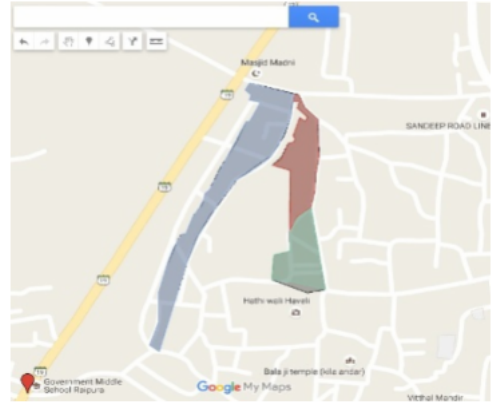 Masjid Madni
SANDEEP ROAD LINE
Hathi wali Haveli
Government Middle
School Raipura
Bala ji temple (kila andar)
Google My Maps
Vitthal Mandir